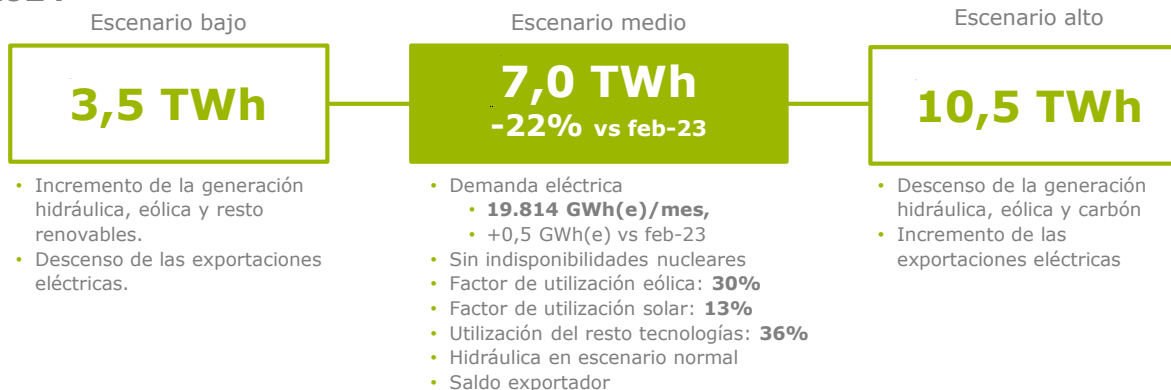 Escenario bajo
3,5 TWh
• Incremento de la generación
hidráulica, eólica y resto
renovables.
• Descenso de las exportaciones
eléctricas.
Escenario medio
7,0 TWh
-22% vs feb-23
• Demanda eléctrica
• 19.814 GWh(e)/mes,
• +0,5 GWh(e) vs feb-23
• Sin indisponibilidades nucleares
• Factor de utilización eólica: 30%
• Factor de utilización solar: 13%
• Utilización del resto tecnologías: 36%
• Hidráulica en escenario normal
• Saldo exportador
Escenario alto
10,5 TWh
• Descenso de la generación
hidráulica, eólica y carbón
• Incremento de las
exportaciones eléctricas